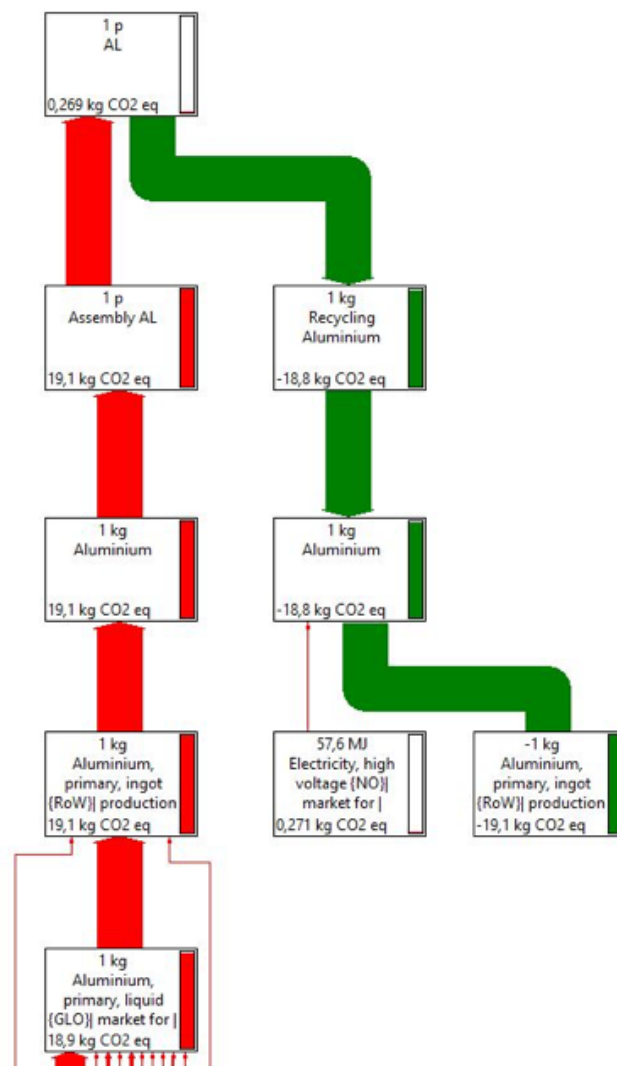 1 p
AL
0,269 kg CO2 eq
1 p
Assembly AL
19,1 kg CO2 eq
1 kg
Recycling
Aluminium
-18,8 kg CO2 eq
1 kg
Aluminium
19,1 kg CO2 eq
1 kg
Aluminium
-18,8 kg CO2 eq
1 kg
Aluminium,
primary, ingot
{RoW}| production
19,1 kg CO2 eq
57,6 MJ
Electricity, high
voltage {NO}|
market for |
0,271 kg CO2 eq
-1 kg
Aluminium,
primary, ingot
{RoW}| production
-19,1 kg CO2 eq
1 kg
Aluminium,
primary, liquid
{GLO}| market for |
18,9 kg CO2 eq